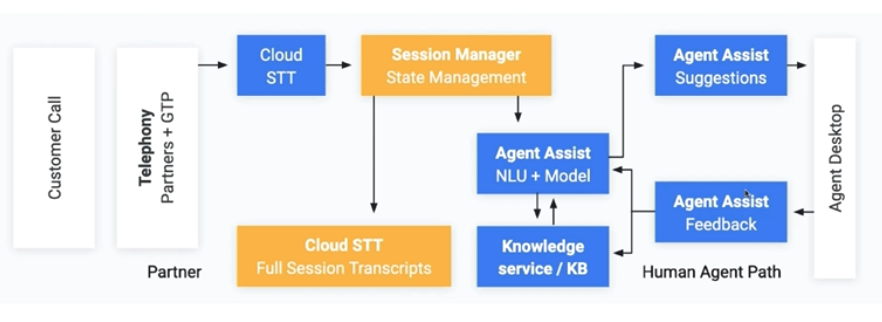 Customer Call
Telephony
Partners + GTP
Cloud
STT
Session Manager
State Management
Agent Assist
Suggestions
Agent Assist
NLU + Model
Agent Desktop
Agent Assist
Feedback
Cloud STT
Full Session Transcripts
Knowledge
service / KB
Partner
Human Agent Path